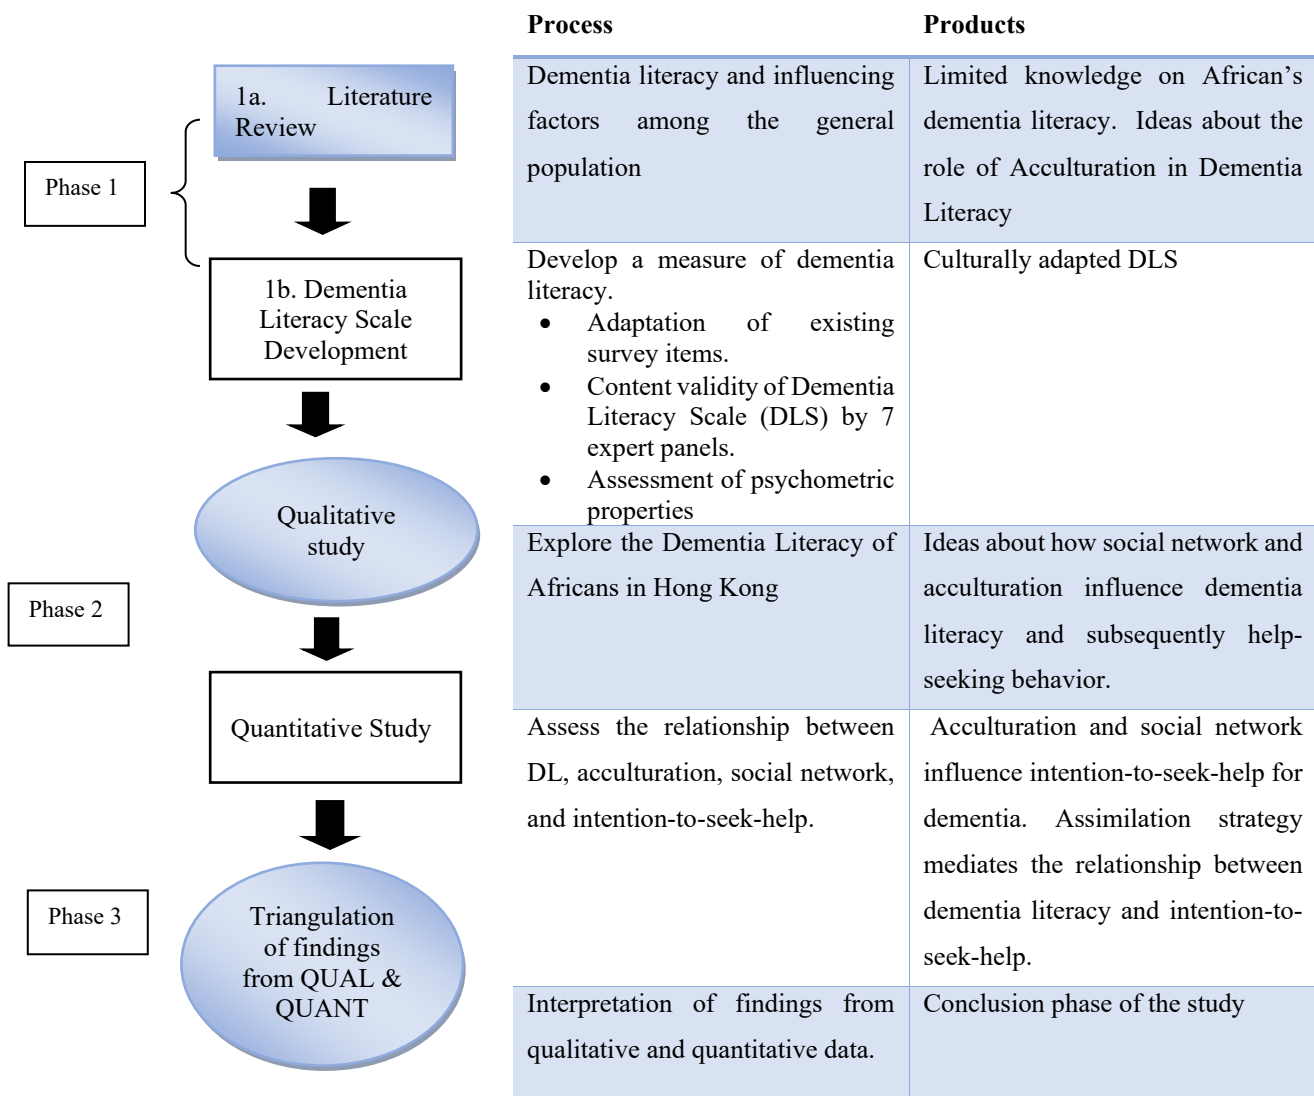 Process
Products
1a. Literature
Review
Phase 1
1b. Dementia
Literacy Scale
Development
Qualitative
study
Phase 2
Quantitative Study
Phase 3
Triangulation
of findings
from QUAL &
QUANT
Dementia literacy and influencing
factors among the general
population
Limited knowledge on African’s
dementia literacy. Ideas about the
role of Acculturation in Dementia
Literacy
Develop a measure of dementia
literacy.
• Adaptation of existing
survey items.
• Content validity of Dementia
Literacy Scale (DLS) by 7
expert panels.
• Assessment of psychometric
properties
Culturally adapted DLS
Explore the Dementia Literacy of
Africans in Hong Kong
Ideas about how social network and
acculturation influence dementia
literacy and subsequently help-
seeking behavior.
Assess the relationship between
DL, acculturation, social network,
and intention-to-seek-help.
Acculturation and social network
influence intention-to-seek-help for
dementia. Assimilation strategy
mediates the relationship between
dementia literacy and intention-to-
seek-help.
Interpretation of findings from
qualitative and quantitative data.
Conclusion phase of the study